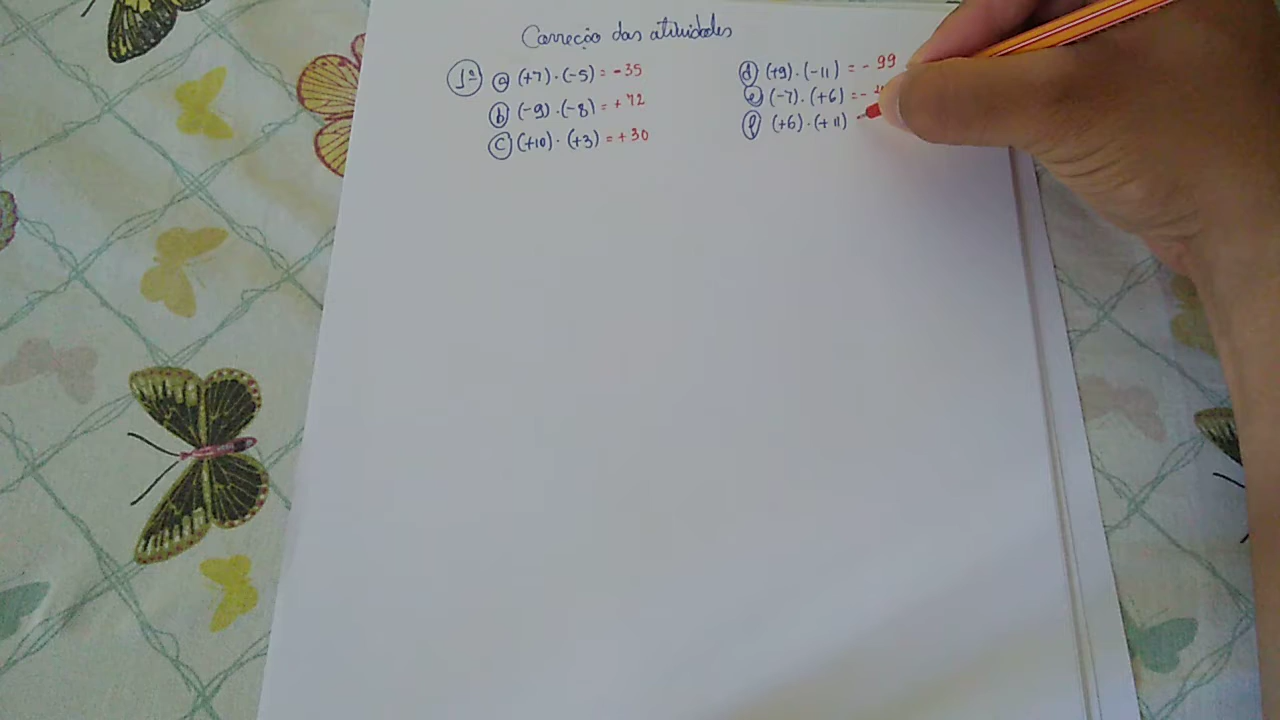 Correção das atividades
1º a (+7).(-5) = -35
b (-9).(-8) = +72
c (+10).(+3) = +30
d (+9).(-11) = -99
e (-7).(+6) = -
f (+6).(+11)